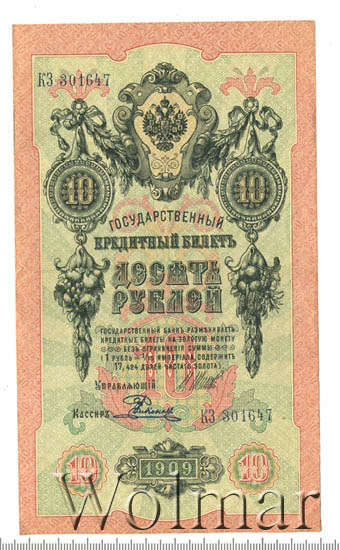 КЗ 301647
10 10
ГОСУДАРСТВЕННЫЙ
КРЕДИТНЫЙ БИЛЕТЪ
ДЕСЯТЬ
РУБЛЕЙ
ГОСУДАРСТВЕННЫЙ БАНКЪ РАЗМѢНИВАЕТЪ
КРЕДИТНЫЕ БИЛЕТЫ НА ЗОЛОТУЮ МОНЕТУ
БЕЗЪ ОГРАНИЧЕНІЯ СУММЫ
(1 РУБЛЬ = 1/15 ИМПЕРІАЛА, СОДЕРЖИТЪ
17,424 ДОЛЕЙ ЧИСТАГО ЗОЛОТА)
10
УПРАВЛЯЮЩІЙ
КАССИРЪ
КЗ 301647
10 1909 10
Wolmar